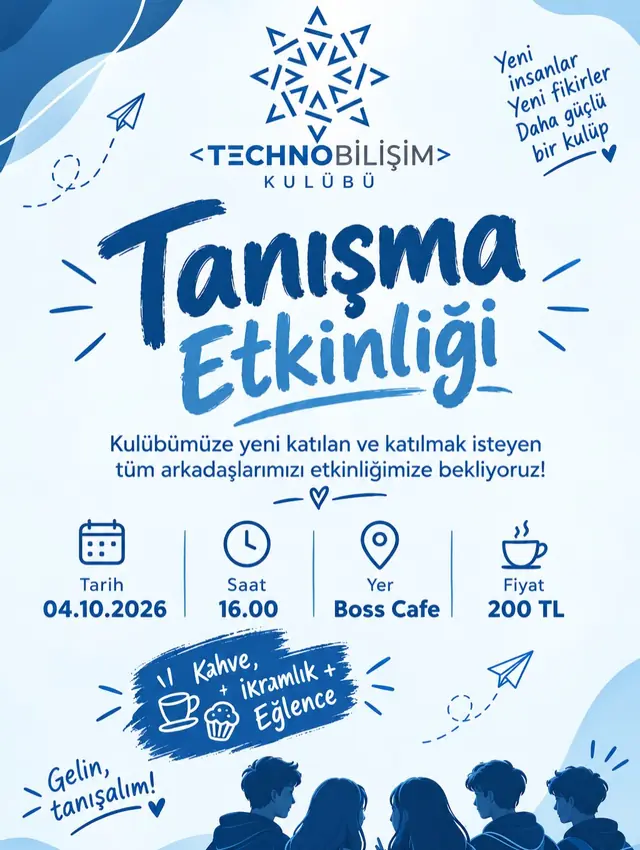 <TECHNOBİLİŞİM>
KULÜBÜ
Yeni
insanlar
Yeni fikirler
Daha güçlü
bir kulüp
Tanışma
Etkinliği
Kulübümüze yeni katılan ve katılmak isteyen
tüm arkadaşlarımızı etkinliğimize bekliyoruz!
Tarih
04.10.2026
Saat
16.00
Yer
Boss Cafe
Fiyat
200 TL
Kahve,
+ ikramlık +
Eğlence
Gelin,
tanışalım!